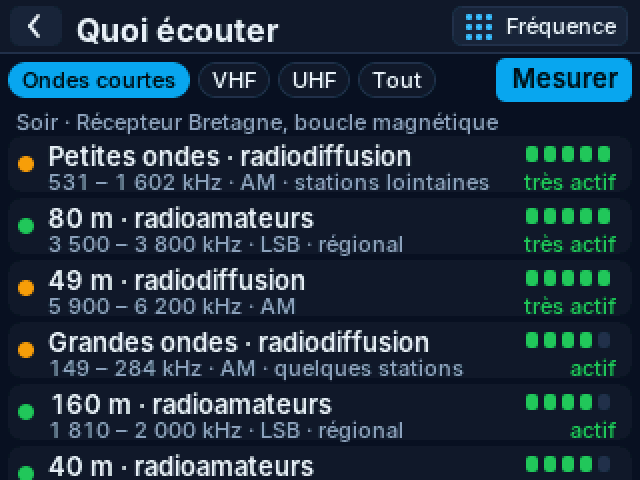 Quoi écouter
Fréquence
Ondes courtes
VHF
UHF
Tout
Mesurer
Soir · Récepteur Bretagne, boucle magnétique
Petites ondes · radiodiffusion
531 – 1 602 kHz · AM · stations lointaines
très actif
80 m · radioamateurs
3 500 – 3 800 kHz · LSB · régional
très actif
49 m · radiodiffusion
5 900 – 6 200 kHz · AM
très actif
Grandes ondes · radiodiffusion
149 – 284 kHz · AM · quelques stations
actif
160 m · radioamateurs
1 810 – 2 000 kHz · LSB · régional
actif
40 m · radioamateurs